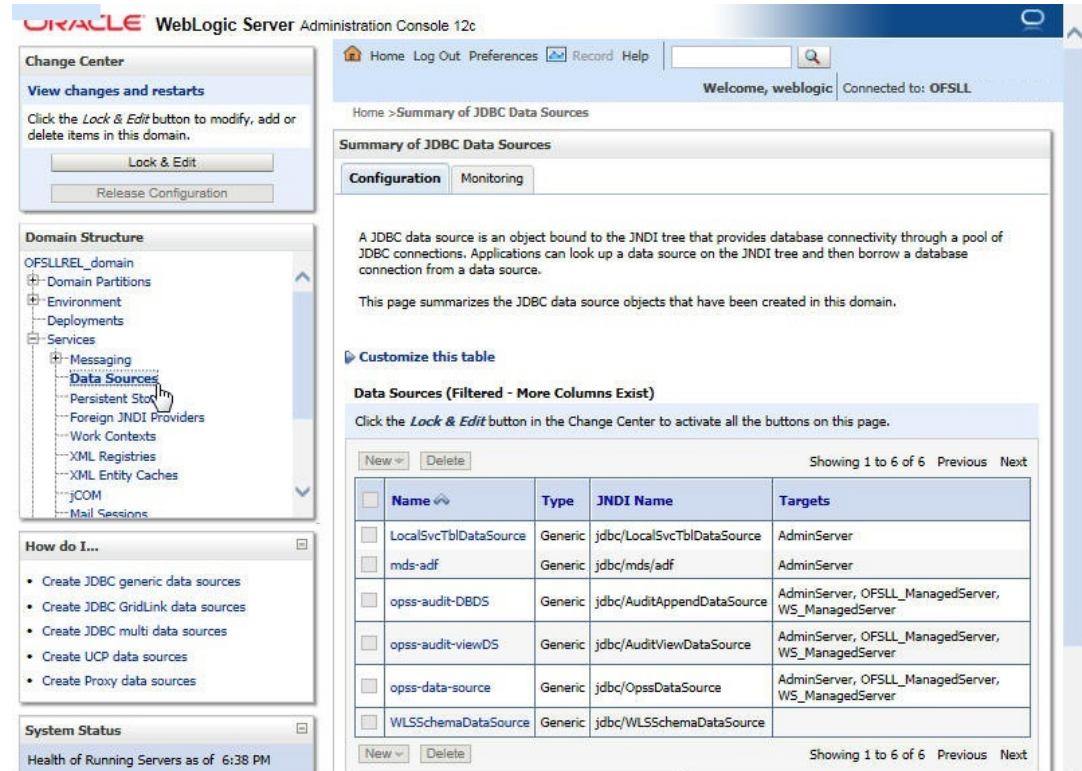 ORACLE WebLogic Server Administration Console 12c
Change Center
View changes and restarts
Click the Lock & Edit button to modify, add or
delete items in this domain.
Lock & Edit
Release Configuration
Domain Structure
OFSLLREL_domain
Domain Partitions
Environment
Deployments
Services
Messaging
Data Sources
Persistent Sto
Foreign JNDI Providers
Work Contexts
XML Registries
XML Entity Caches
jCOM
Mail Sessions
How do I...
• Create JDBC generic data sources
• Create JDBC GridLink data sources
• Create JDBC multi data sources
• Create UCP data sources
• Create Proxy data sources
System Status
Health of Running Servers as of 6:38 PM
Home Log Out Preferences Record Help
Welcome, weblogic Connected to: OFSLL
Home >Summary of JDBC Data Sources
Summary of JDBC Data Sources
Configuration Monitoring
A JDBC data source is an object bound to the JNDI tree that provides database connectivity through a pool of
JDBC connections. Applications can look up a data source on the JNDI tree and then borrow a database
connection from a data source.
This page summarizes the JDBC data source objects that have been created in this domain.
Customize this table
Data Sources (Filtered - More Columns Exist)
Click the Lock & Edit button in the Change Center to activate all the buttons on this page.
New Delete Showing 1 to 6 of 6 Previous Next
Name Type JNDI Name Targets
LocalSvcTblDataSource Generic jdbc/LocalSvcTblDataSource AdminServer
mds-adf Generic jdbc/mds/adf AdminServer
opss-audit-DBDS Generic jdbc/AuditAppendDataSource AdminServer, OFSLL_ManagedServer,
WS_ManagedServer
opss-audit-viewDS Generic jdbc/AuditViewDataSource AdminServer, OFSLL_ManagedServer,
WS_ManagedServer
opss-data-source Generic jdbc/OpssDataSource AdminServer, OFSLL_ManagedServer,
WS_ManagedServer
WLSSchemaDataSource Generic jdbc/WLSSchemaDataSource
New Delete Showing 1 to 6 of 6 Previous Next